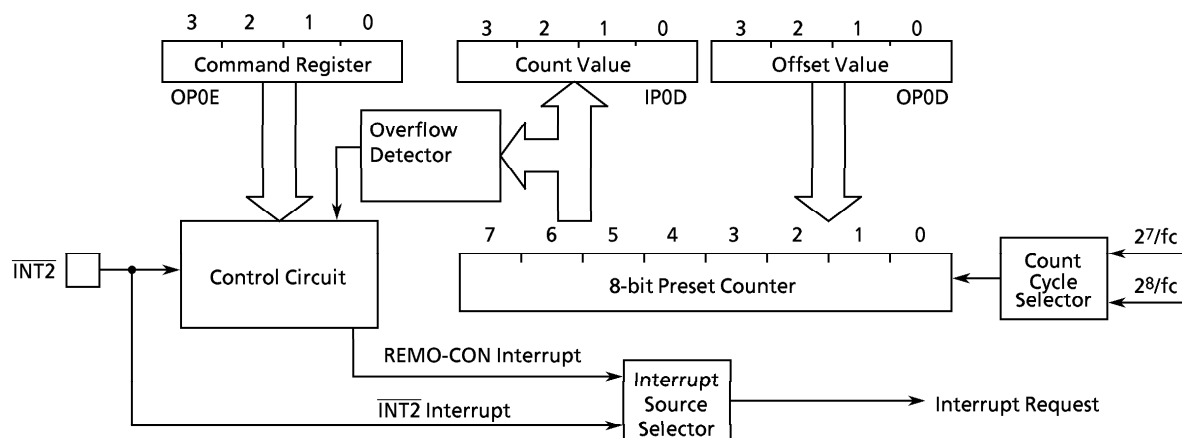 3 2 1 0
3 2 1 0
3 2 1 0
Command Register
Count Value
Offset Value
OP0E
IP0D
OP0D
Overflow
Detector
7 6 5 4 3 2 1 0
2⁷/fc
INT2
Control Circuit
8-bit Preset Counter
Count
Cycle
Selector
2⁸/fc
REMO-CON Interrupt
INT2 Interrupt
Interrupt
Source
Selector
Interrupt Request